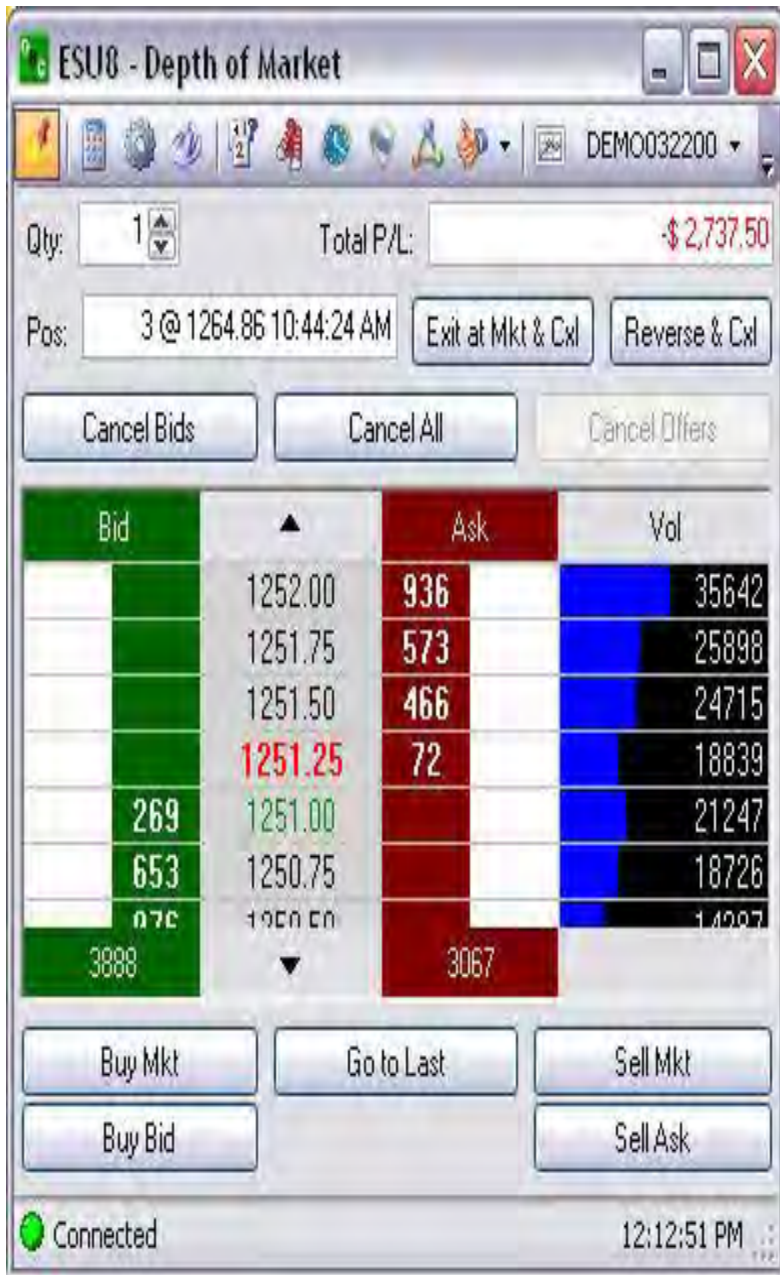 ESU8 - Depth of Market
DEMO032200
Qty: 1 Total P/L: -$ 2,737.50
Pos: 3 @ 1264.86 10:44:24 AM Exit at Mkt & Cxl Reverse & Cxl
Cancel Bids Cancel All Cancel Offers
Bid Ask Vol
1252.00 936 35642
1251.75 573 25898
1251.50 466 24715
1251.25 72 18839
269 1251.00 21247
653 1250.75 18726
1250.50
3888 3067
Buy Mkt Go to Last Sell Mkt
Buy Bid Sell Ask
Connected 12:12:51 PM